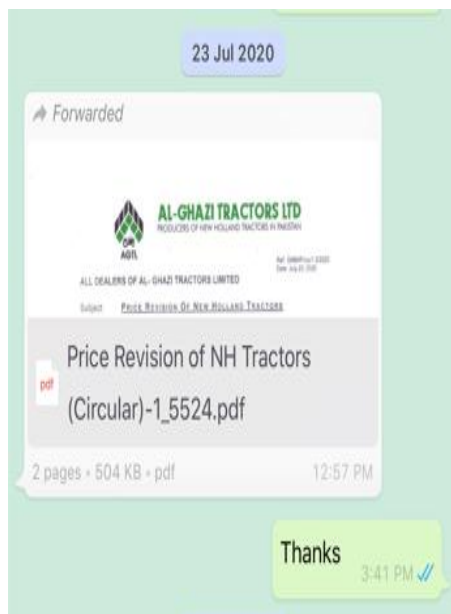 23 Jul 2020
Forwarded
AL-GHAZI TRACTORS LTD
PRODUCERS OF NEW HOLLAND TRACTORS IN PAKISTAN
AGTL
ALL DEALERS OF AL- GHAZI TRACTORS LIMITED
Subject: PRICE REVISION OF NEW HOLLAND TRACTORS
pdf
Price Revision of NH Tractors
(Circular)-1_5524.pdf
2 pages • 504 KB • pdf
12:57 PM
Thanks
3:41 PM